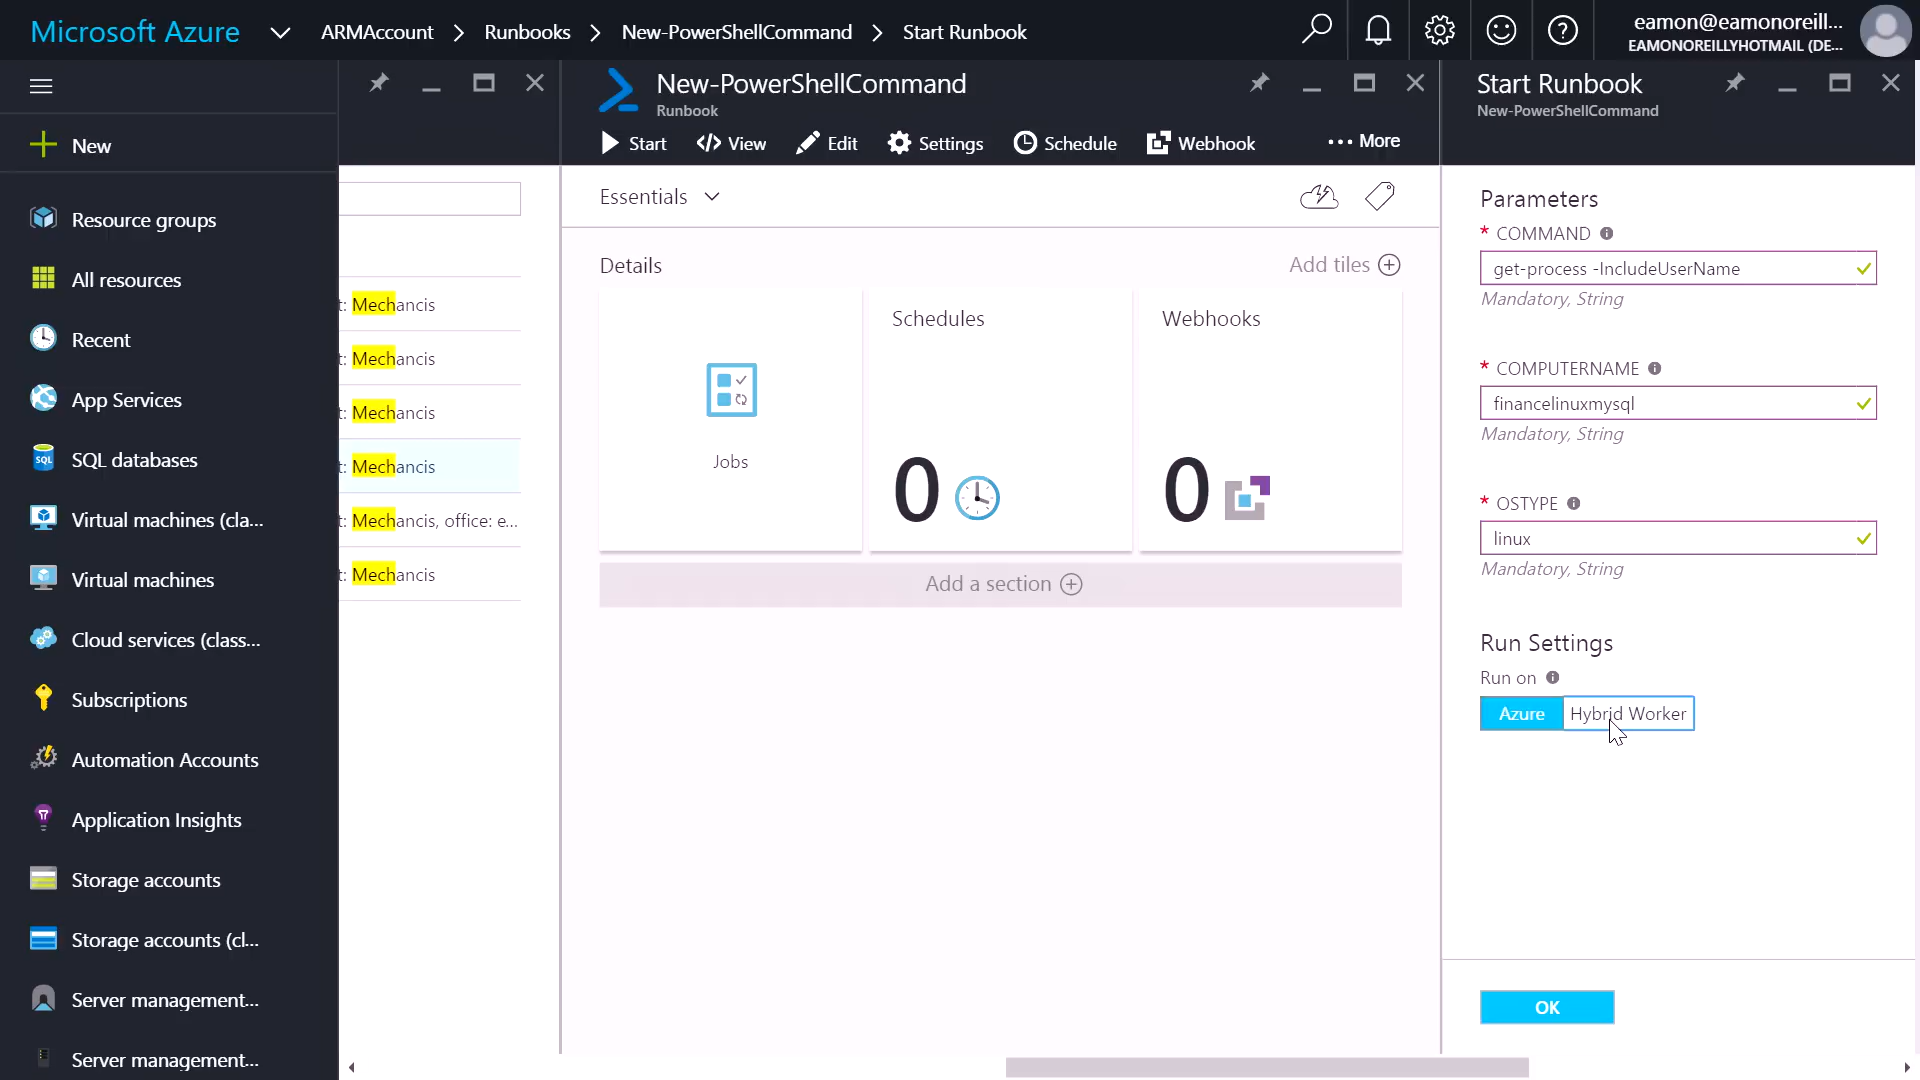 Microsoft Azure
ARMAccount > Runbooks > New-PowerShellCommand > Start Runbook
eamon@eamonoreill...
EAMONOREILLYHOTMAIL (DE...
New
Resource groups
All resources
Recent
App Services
SQL databases
Virtual machines (cla...
Virtual machines
Cloud services (class...
Subscriptions
Automation Accounts
Application Insights
Storage accounts
Storage accounts (cl...
Server management...
Server management...
t: Mechancis
t: Mechancis
t: Mechancis
t: Mechancis
t: Mechancis, office: e...
t: Mechancis
New-PowerShellCommand
Runbook
Start View Edit Settings Schedule Webhook ... More
Essentials
Details
Add tiles
Jobs
Schedules
0
Webhooks
0
Add a section
Start Runbook
New-PowerShellCommand
Parameters
* COMMAND
get-process -IncludeUserName
Mandatory, String
* COMPUTERNAME
financelinuxmysql
Mandatory, String
* OSTYPE
linux
Mandatory, String
Run Settings
Run on
Azure Hybrid Worker
OK